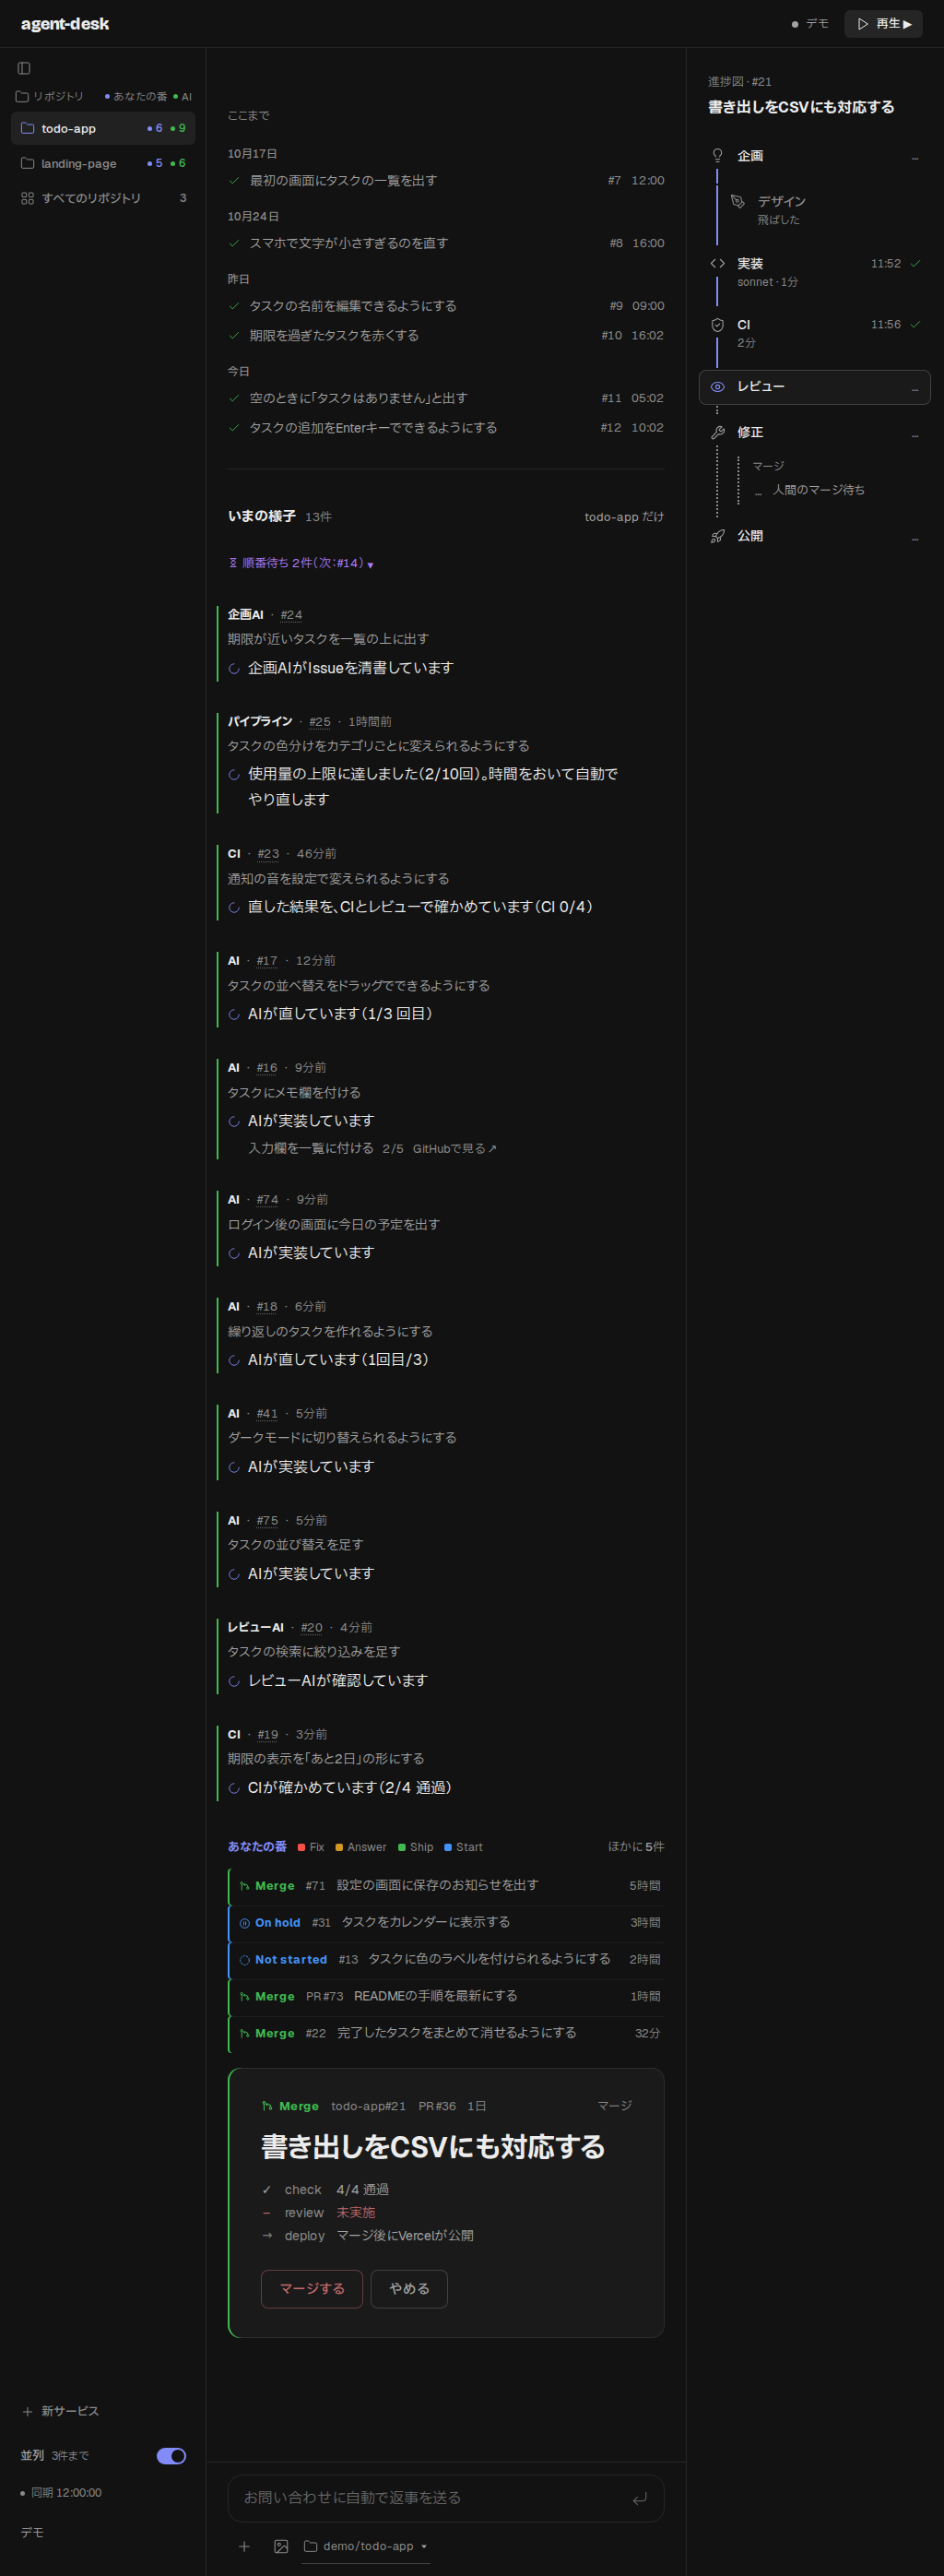 agent-desk
デモ
再生 ▶
リポジトリ
あなたの番
AI
todo-app
6
9
landing-page
5
6
すべてのリポジトリ
3
ここまで
10月17日
最初の画面にタスクの一覧を出す #7 12:00
10月24日
スマホで文字が小さすぎるのを直す #8 16:00
昨日
タスクの名前を編集できるようにする #9 09:00
期限を過ぎたタスクを赤くする #10 16:02
今日
空のときに「タスクはありません」と出す #11 05:02
タスクの追加をEnterキーでできるようにする #12 10:02
いまの様子 13件 todo-app だけ
順番待ち 2件（次：#14） ▼
企画AI · #24
期限が近いタスクを一覧の上に出す
企画AIがIssueを清書しています
パイプライン · #25 · 1時間前
タスクの色分けをカテゴリごとに変えられるようにする
使用量の上限に達しました（2/10回）。時間をおいて自動で
やり直します
CI · #23 · 46分前
通知の音を設定で変えられるようにする
直した結果を、CIとレビューで確かめています（CI 0/4）
AI · #17 · 12分前
タスクの並べ替えをドラッグでできるようにする
AIが直しています（1/3 回目）
AI · #16 · 9分前
タスクにメモ欄を付ける
AIが実装しています
入力欄を一覧に付ける 2/5 GitHubで見る ↗
AI · #74 · 9分前
ログイン後の画面に今日の予定を出す
AIが実装しています
AI · #18 · 6分前
繰り返しのタスクを作れるようにする
AIが直しています（1回目/3）
AI · #41 · 5分前
ダークモードに切り替えられるようにする
AIが実装しています
AI · #75 · 5分前
タスクの並び替えを足す
AIが実装しています
レビューAI · #20 · 4分前
タスクの検索に絞り込みを足す
レビューAIが確認しています
CI · #19 · 3分前
期限の表示を「あと2日」の形にする
CIが確かめています（2/4 通過）
あなたの番 Fix Answer Ship Start ほかに 5件
Merge #71 設定の画面に保存のお知らせを出す 5時間
On hold #31 タスクをカレンダーに表示する 3時間
Not started #13 タスクに色のラベルを付けられるようにする 2時間
Merge PR #73 READMEの手順を最新にする 1時間
Merge #22 完了したタスクをまとめて消せるようにする 32分
Merge todo-app#21 PR #36 1日 マージ
書き出しをCSVにも対応する
✓ check 4/4 通過
– review 未実施
→ deploy マージ後にVercelが公開
マージする
やめる
お問い合わせに自動で返事を送る
demo/todo-app
進捗図 · #21
書き出しをCSVにも対応する
企画 …
デザイン
飛ばした
実装 11:52
sonnet · 1分
CI 11:56
2分
レビュー …
修正 …
マージ
… 人間のマージ待ち
公開 …
新サービス
並列 3件まで
同期 12:00:00
デモ